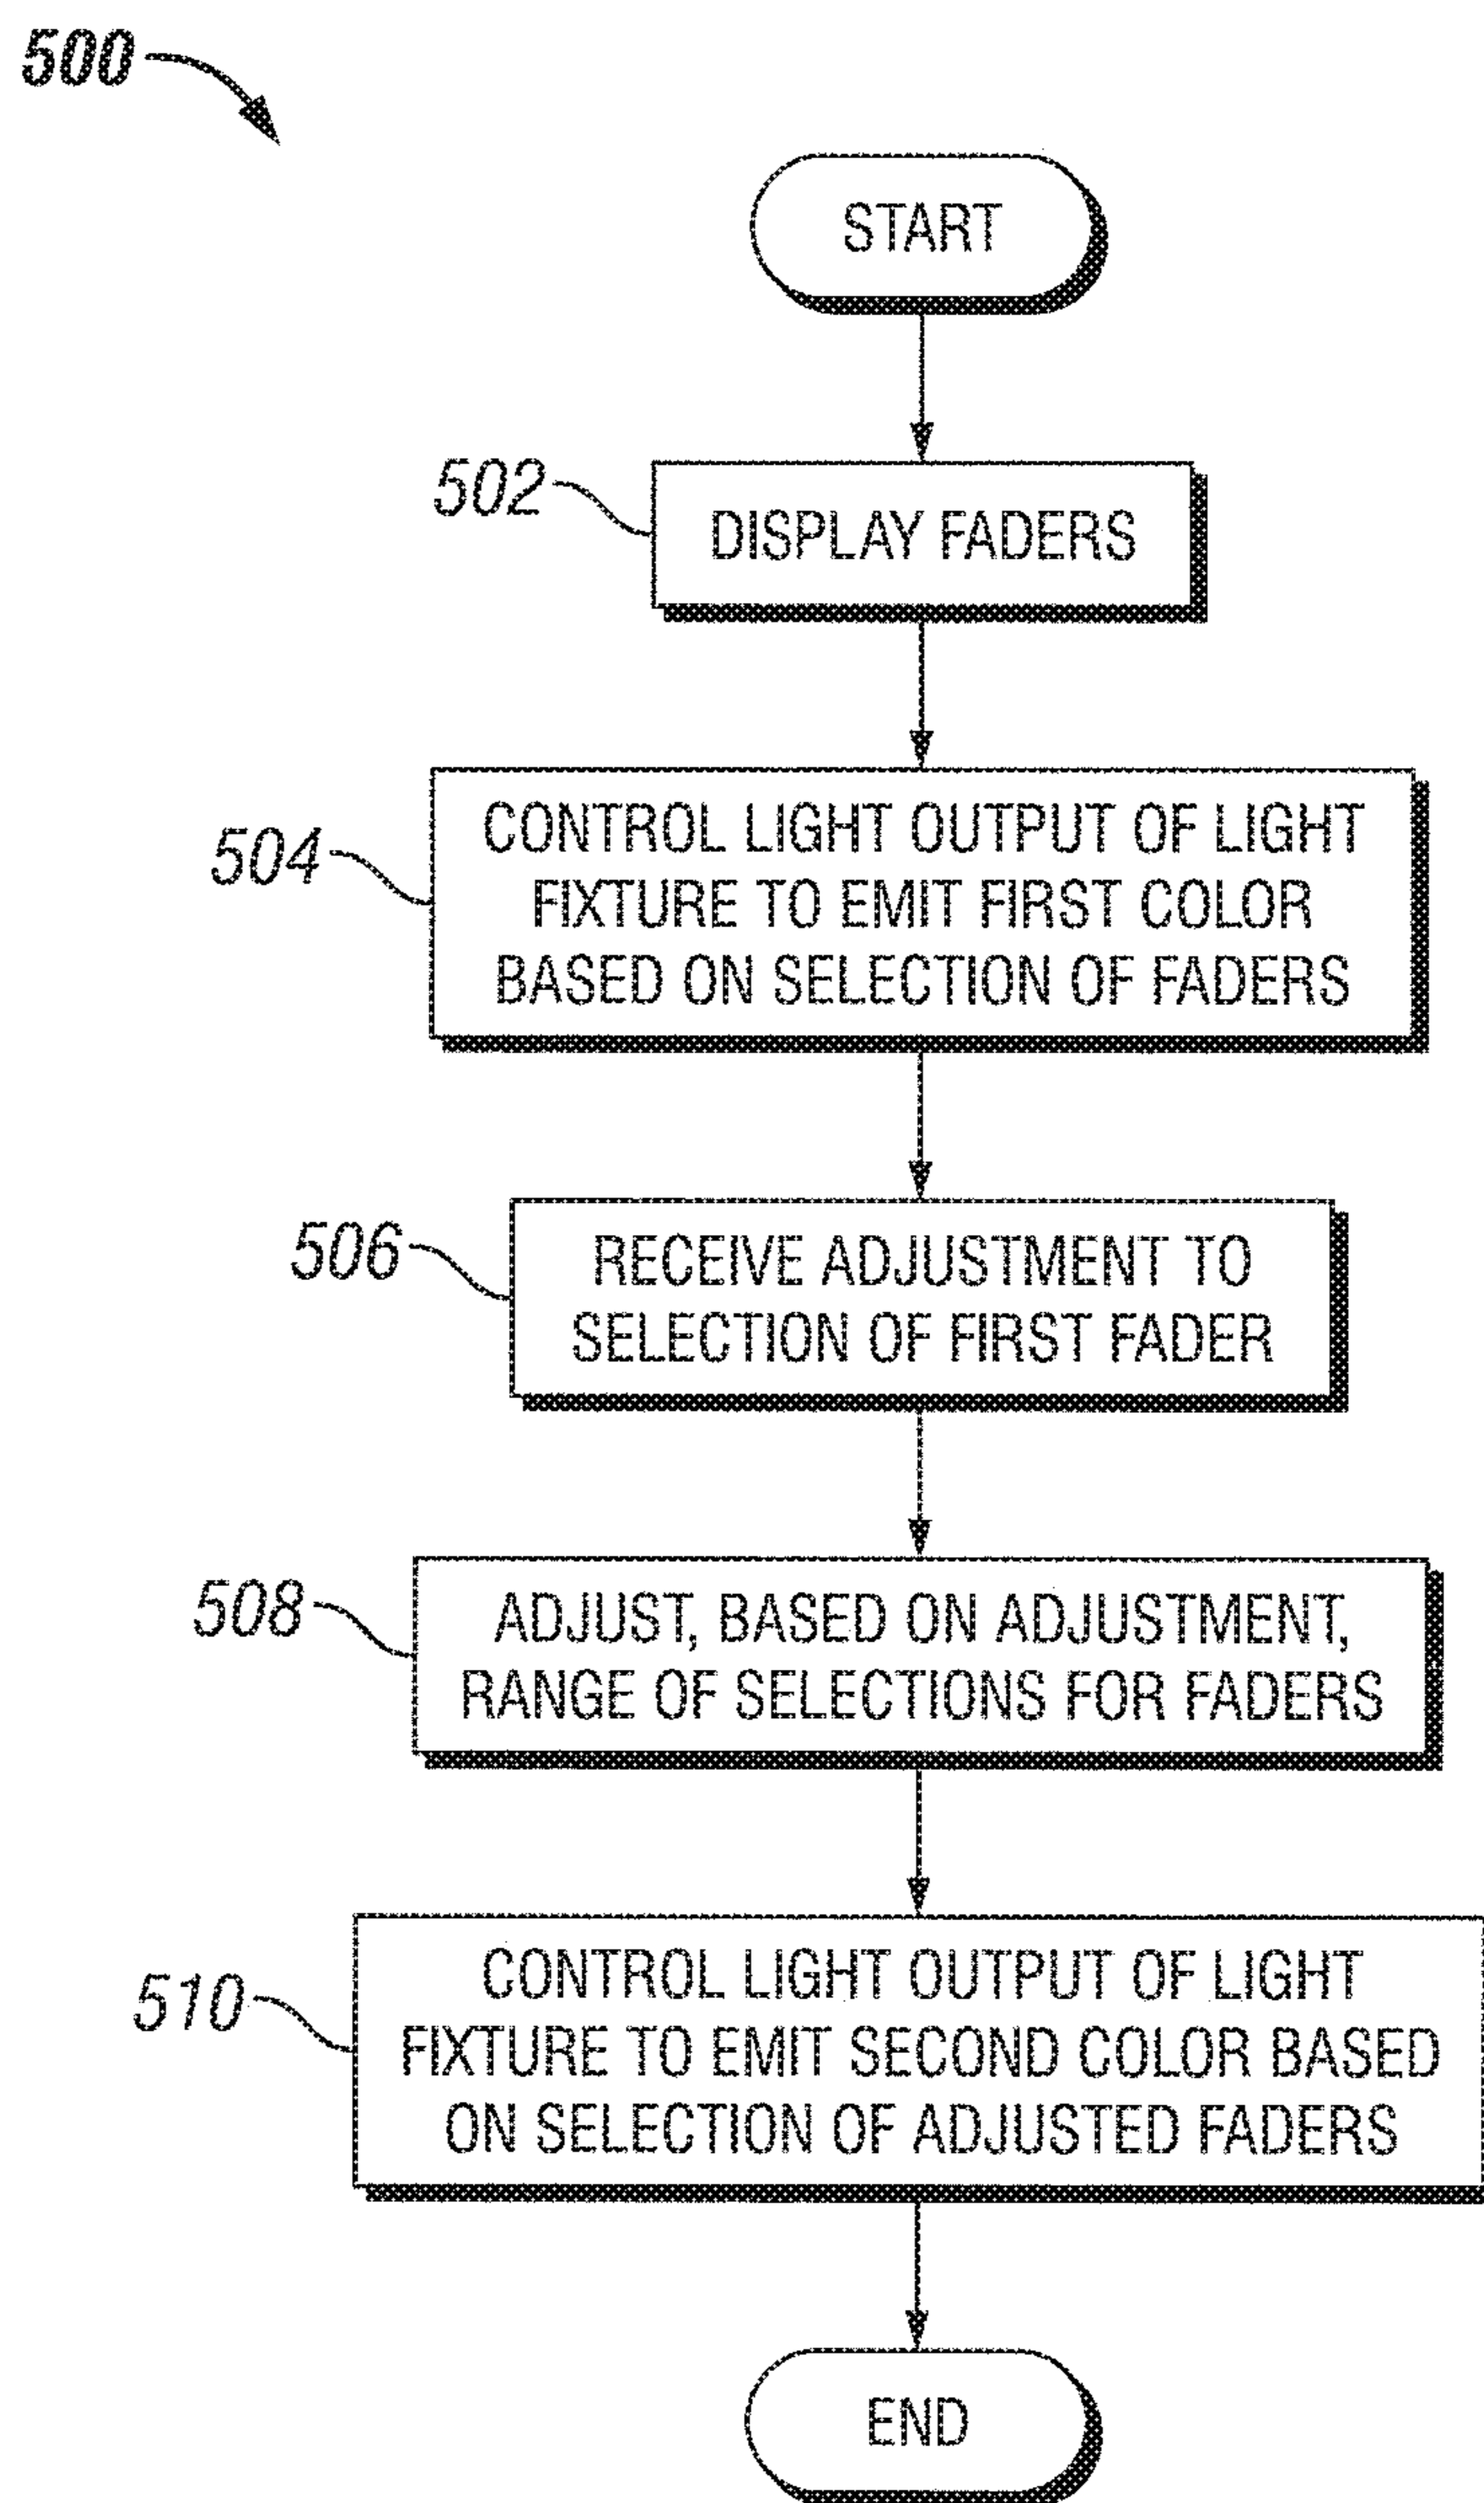 500
START
502
DISPLAY FADERS
504
CONTROL LIGHT OUTPUT OF LIGHT
FIXTURE TO EMIT FIRST COLOR
BASED ON SELECTION OF FADERS
506
RECEIVE ADJUSTMENT TO
SELECTION OF FIRST FADER
508
ADJUST, BASED ON ADJUSTMENT,
RANGE OF SELECTIONS FOR FADERS
510
CONTROL LIGHT OUTPUT OF LIGHT
FIXTURE TO EMIT SECOND COLOR BASED
ON SELECTION OF ADJUSTED FADERS
END